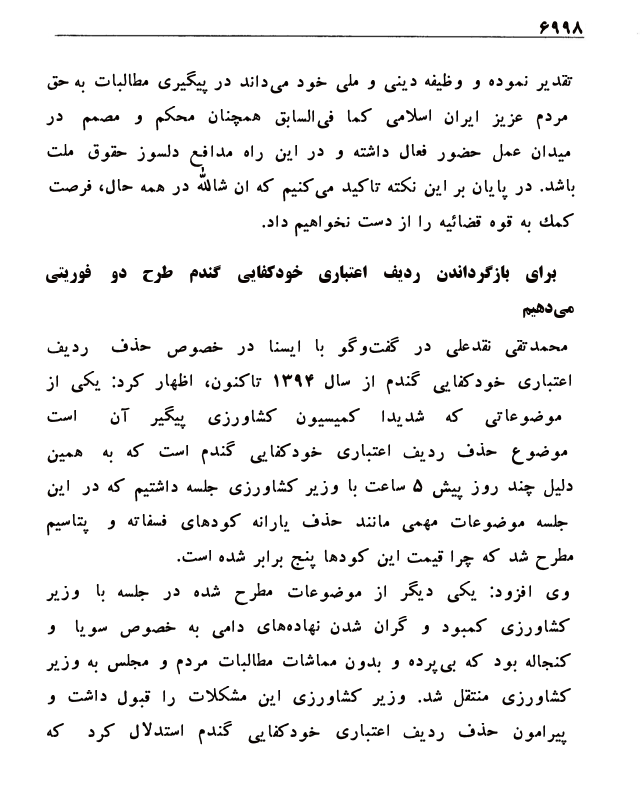 ۶۹۹۸
تقدیر نموده و وظیفه دینی و ملی خود می‌داند در پیگیری مطالبات به حق
مردم عزیز ایران اسلامی کما فی‌السابق همچنان محکم و مصمم در
میدان عمل حضور فعال داشته و در این راه مدافع دلسوز حقوق ملت
باشد. در پایان بر این نکته تاکید می‌کنیم که ان شالله در همه حال، فرصت
کمک به قوه قضائیه را از دست نخواهیم داد.
برای بازگرداندن ردیف اعتباری خودکفایی گندم طرح دو فوریتی
می‌دهیم
محمدتقی نقدعلی در گفت‌وگو با ایسنا در خصوص حذف ردیف
اعتباری خودکفایی گندم از سال ۱۳۹۴ تاکنون، اظهار کرد: یکی از
موضوعاتی که شدیدا کمیسیون کشاورزی پیگیر آن است
موضوع حذف ردیف اعتباری خودکفایی گندم است که به همین
دلیل چند روز پیش ۵ ساعت با وزیر کشاورزی جلسه داشتیم که در این
جلسه موضوعات مهمی مانند حذف یارانه کودهای فسفاته و پتاسیم
مطرح شد که چرا قیمت این کودها پنج برابر شده است.
وی افزود: یکی دیگر از موضوعات مطرح شده در جلسه با وزیر
کشاورزی کمبود و گران شدن نهاده‌های دامی به خصوص سویا و
کنجاله بود که بی‌پرده و بدون مماشات مطالبات مردم و مجلس به وزیر
کشاورزی منتقل شد. وزیر کشاورزی این مشکلات را قبول داشت و
پیرامون حذف ردیف اعتباری خودکفایی گندم استدلال کرد که